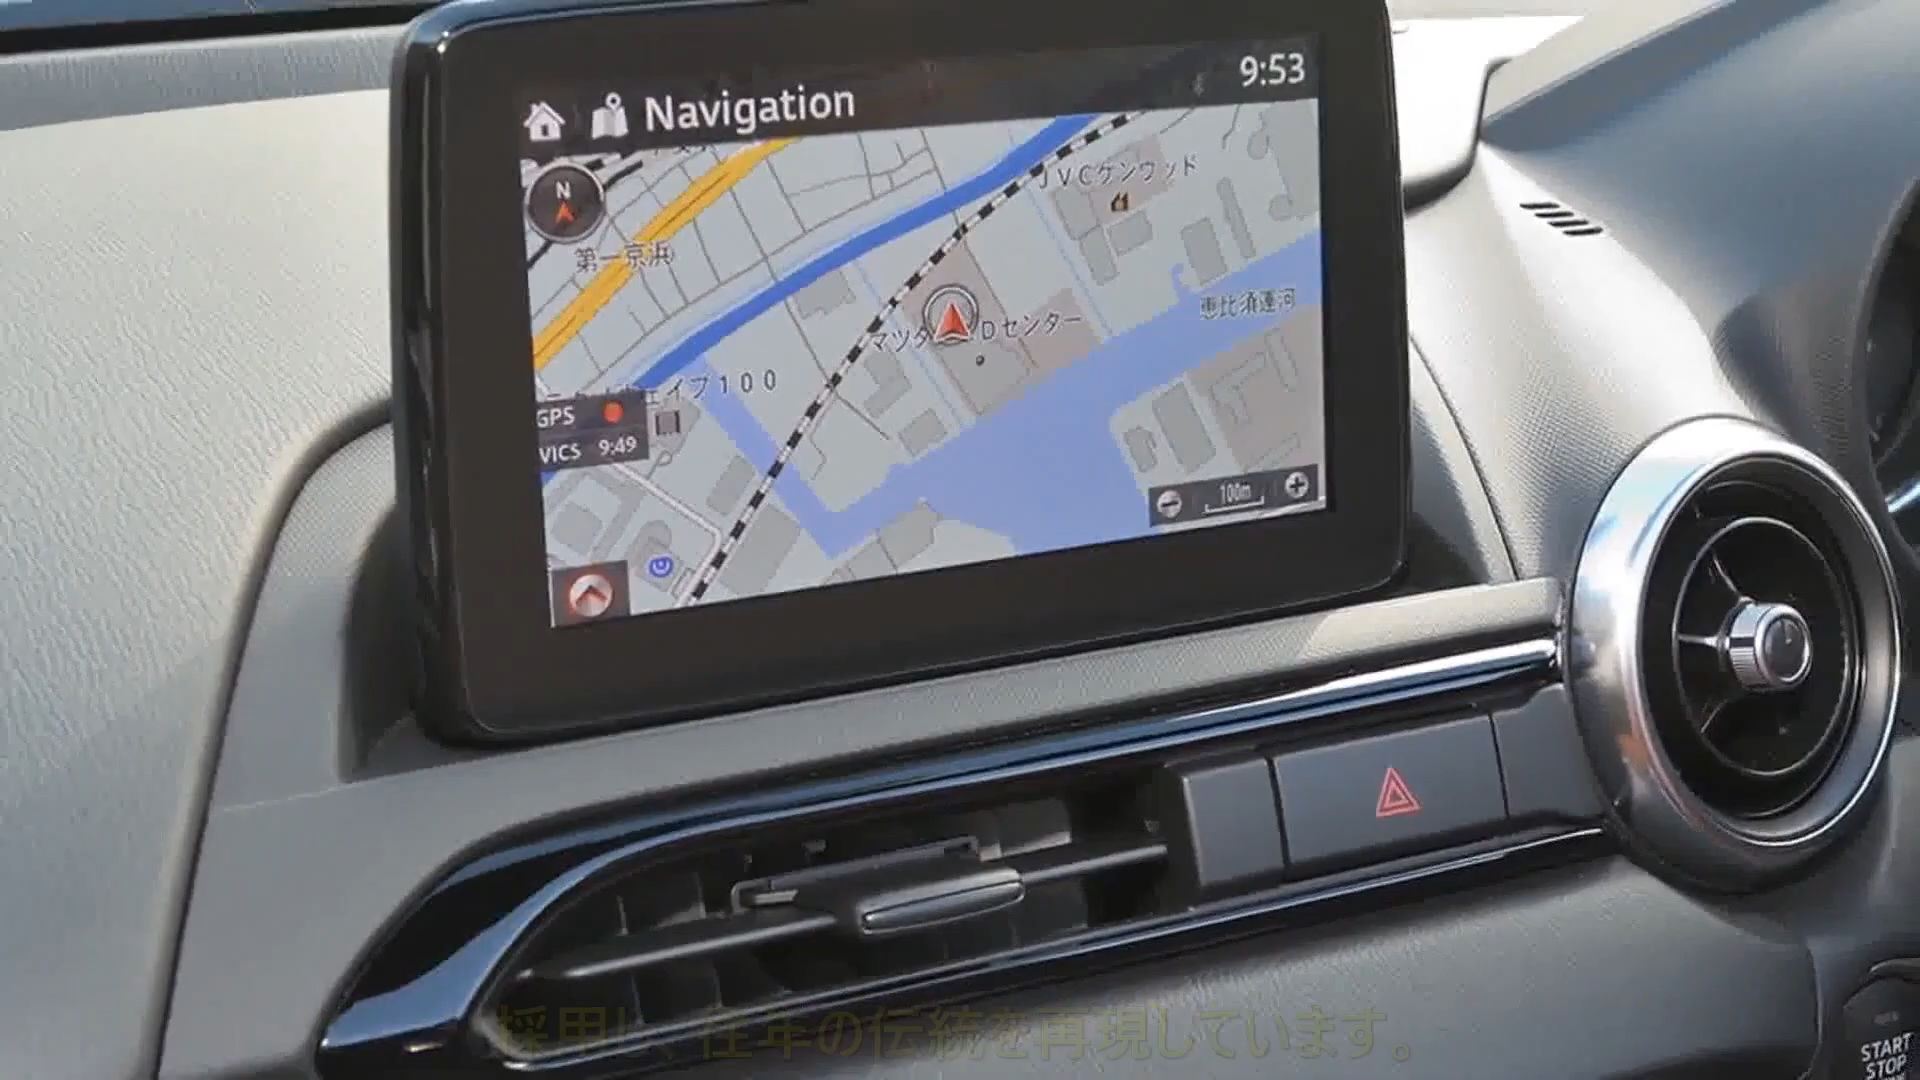 9:53
Navigation
N
JVCケンウッド
第一京浜
恵比須運河
マツダ Dセンター
ェイブ100
GPS
VICS 9:49
100m
採用し、往年の伝統を再現しています。
START
STOP